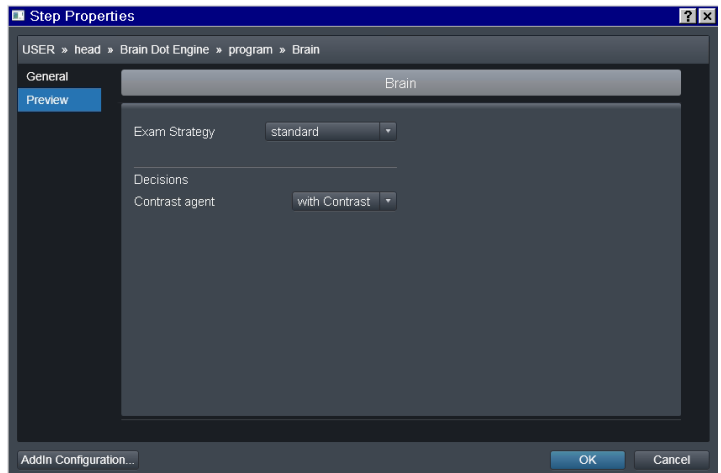 Step Properties
USER » head » Brain Dot Engine » program » Brain
General
Preview
Brain
Exam Strategy standard
Decisions
Contrast agent with Contrast
AddIn Configuration... OK Cancel